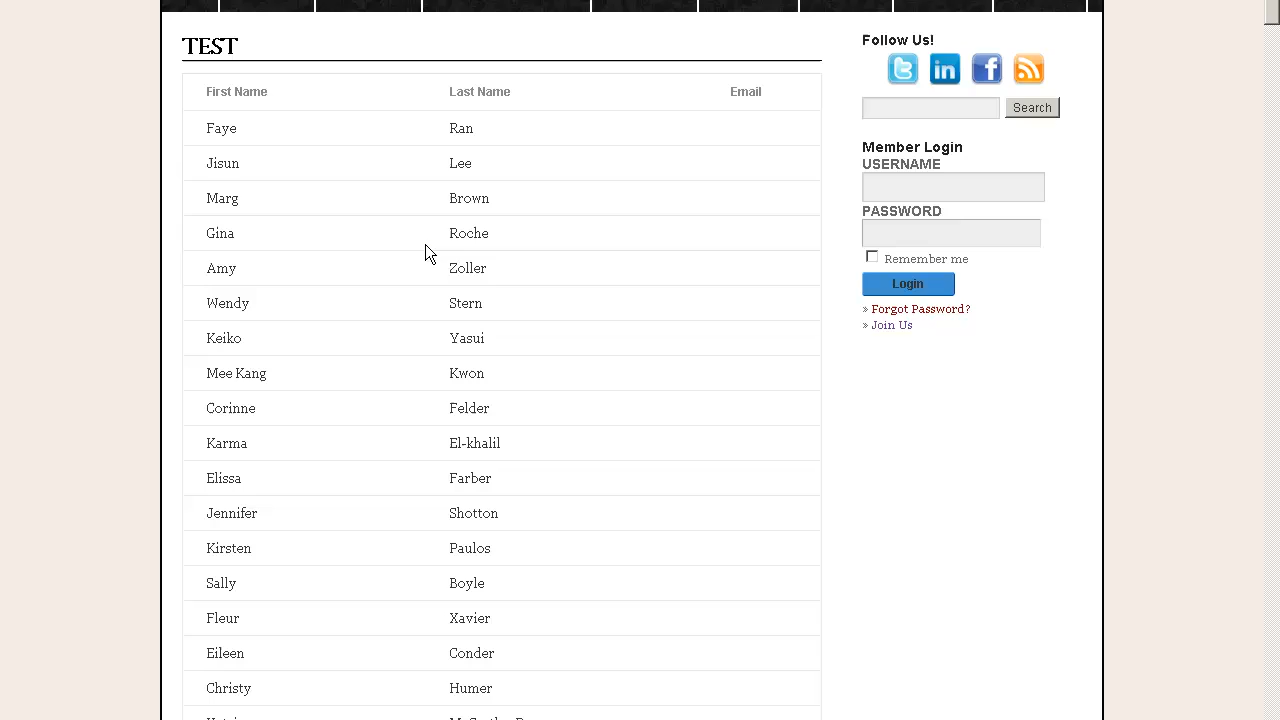 TEST
First Name Last Name Email
Faye Ran
Jisun Lee
Marg Brown
Gina Roche
Amy Zoller
Wendy Stern
Keiko Yasui
Mee Kang Kwon
Corinne Felder
Karma El-khalil
Elissa Farber
Jennifer Shotton
Kirsten Paulos
Sally Boyle
Fleur Xavier
Eileen Conder
Christy Humer
Follow Us!
Search
Member Login
USERNAME
PASSWORD
Remember me
Login
» Forgot Password?
» Join Us